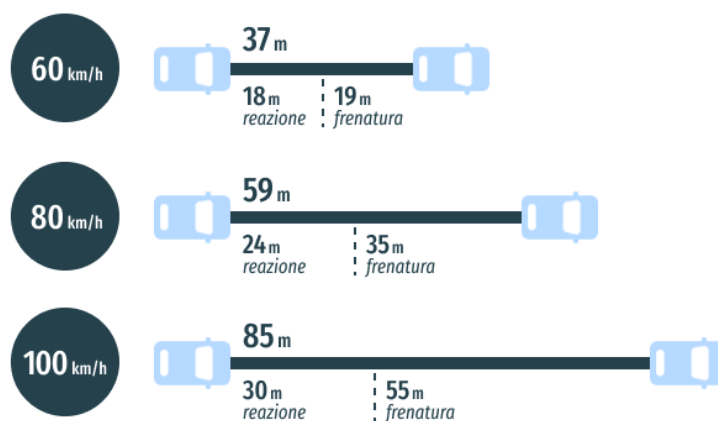 60 km/h
37 m
18 m 19 m
reazione frenatura
80 km/h
59 m
24 m 35 m
reazione frenatura
100 km/h
85 m
30 m 55 m
reazione frenatura